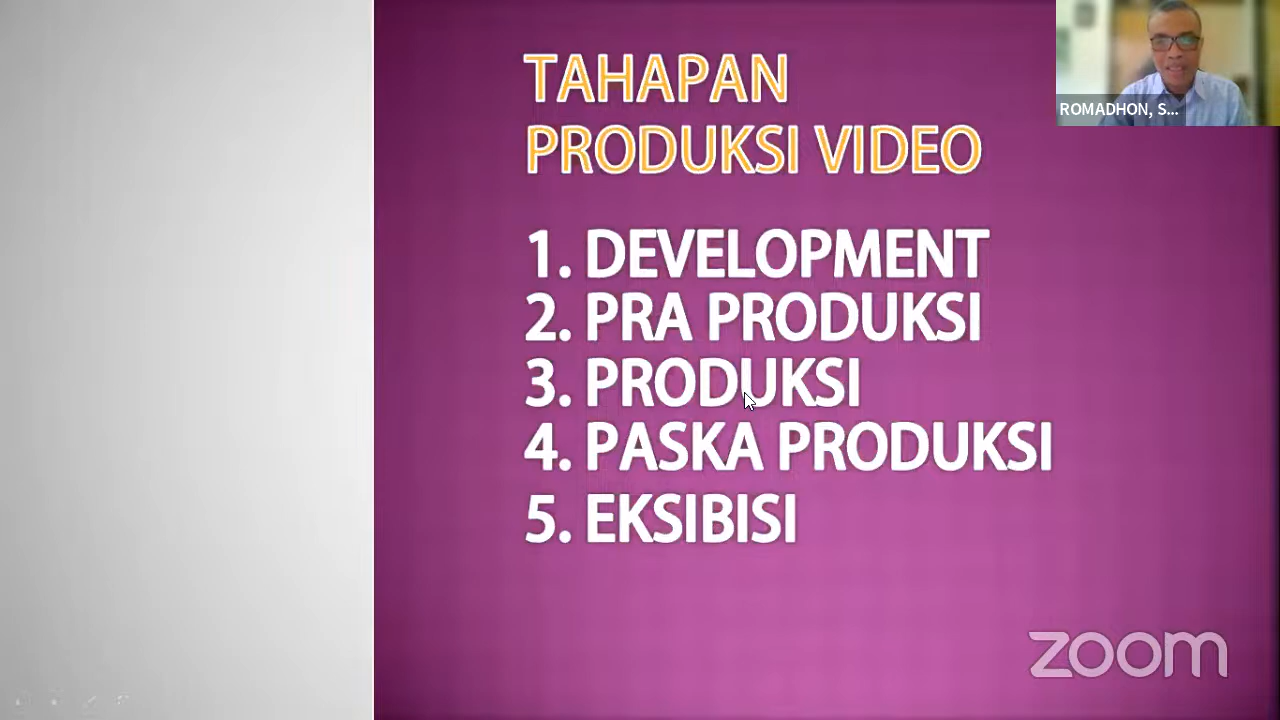 TAHAPAN
PRODUKSI VIDEO
1. DEVELOPMENT
2. PRA PRODUKSI
3. PRODUKSI
4. PASKA PRODUKSI
5. EKSIBISI
ROMADHON, S...
zoom